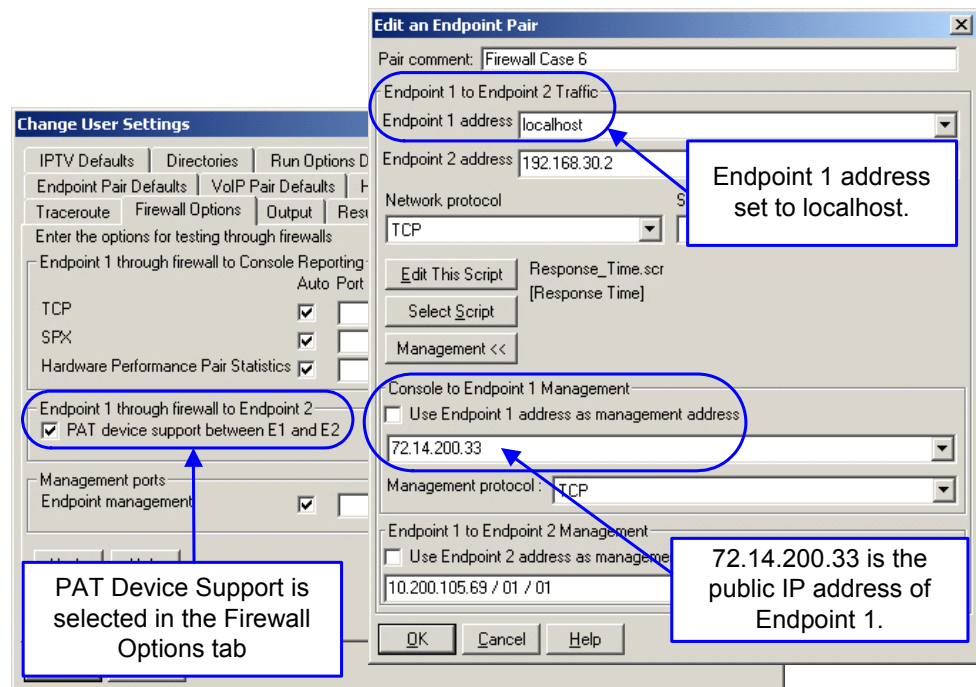 Edit an Endpoint Pair
Pair comment: Firewall Case 6
Endpoint 1 to Endpoint 2 Traffic
Endpoint 1 address localhost
Endpoint 2 address 192.168.30.2
Network protocol
TCP
Edit This Script
Response_Time.scr
[Response Time]
Select Script
Management <<
Console to Endpoint 1 Management
Use Endpoint 1 address as management address
72.14.200.33
Management protocol : TCP
Endpoint 1 to Endpoint 2 Management
Use Endpoint 2 address as manageme
10.200.105.69 / 01 / 01
OK Cancel Help
Endpoint 1 address
set to localhost.
72.14.200.33 is the
public IP address of
Endpoint 1.
Change User Settings
IPTV Defaults Directories Run Options D
Endpoint Pair Defaults VoIP Pair Defaults H
Traceroute Firewall Options Output Resu
Enter the options for testing through firewalls
Endpoint 1 through firewall to Console Reporting
Auto Port
TCP
SPX
Hardware Performance Pair Statistics
Endpoint 1 through firewall to Endpoint 2
PAT device support between E1 and E2
Management ports
Endpoint management
PAT Device Support is
selected in the Firewall
Options tab